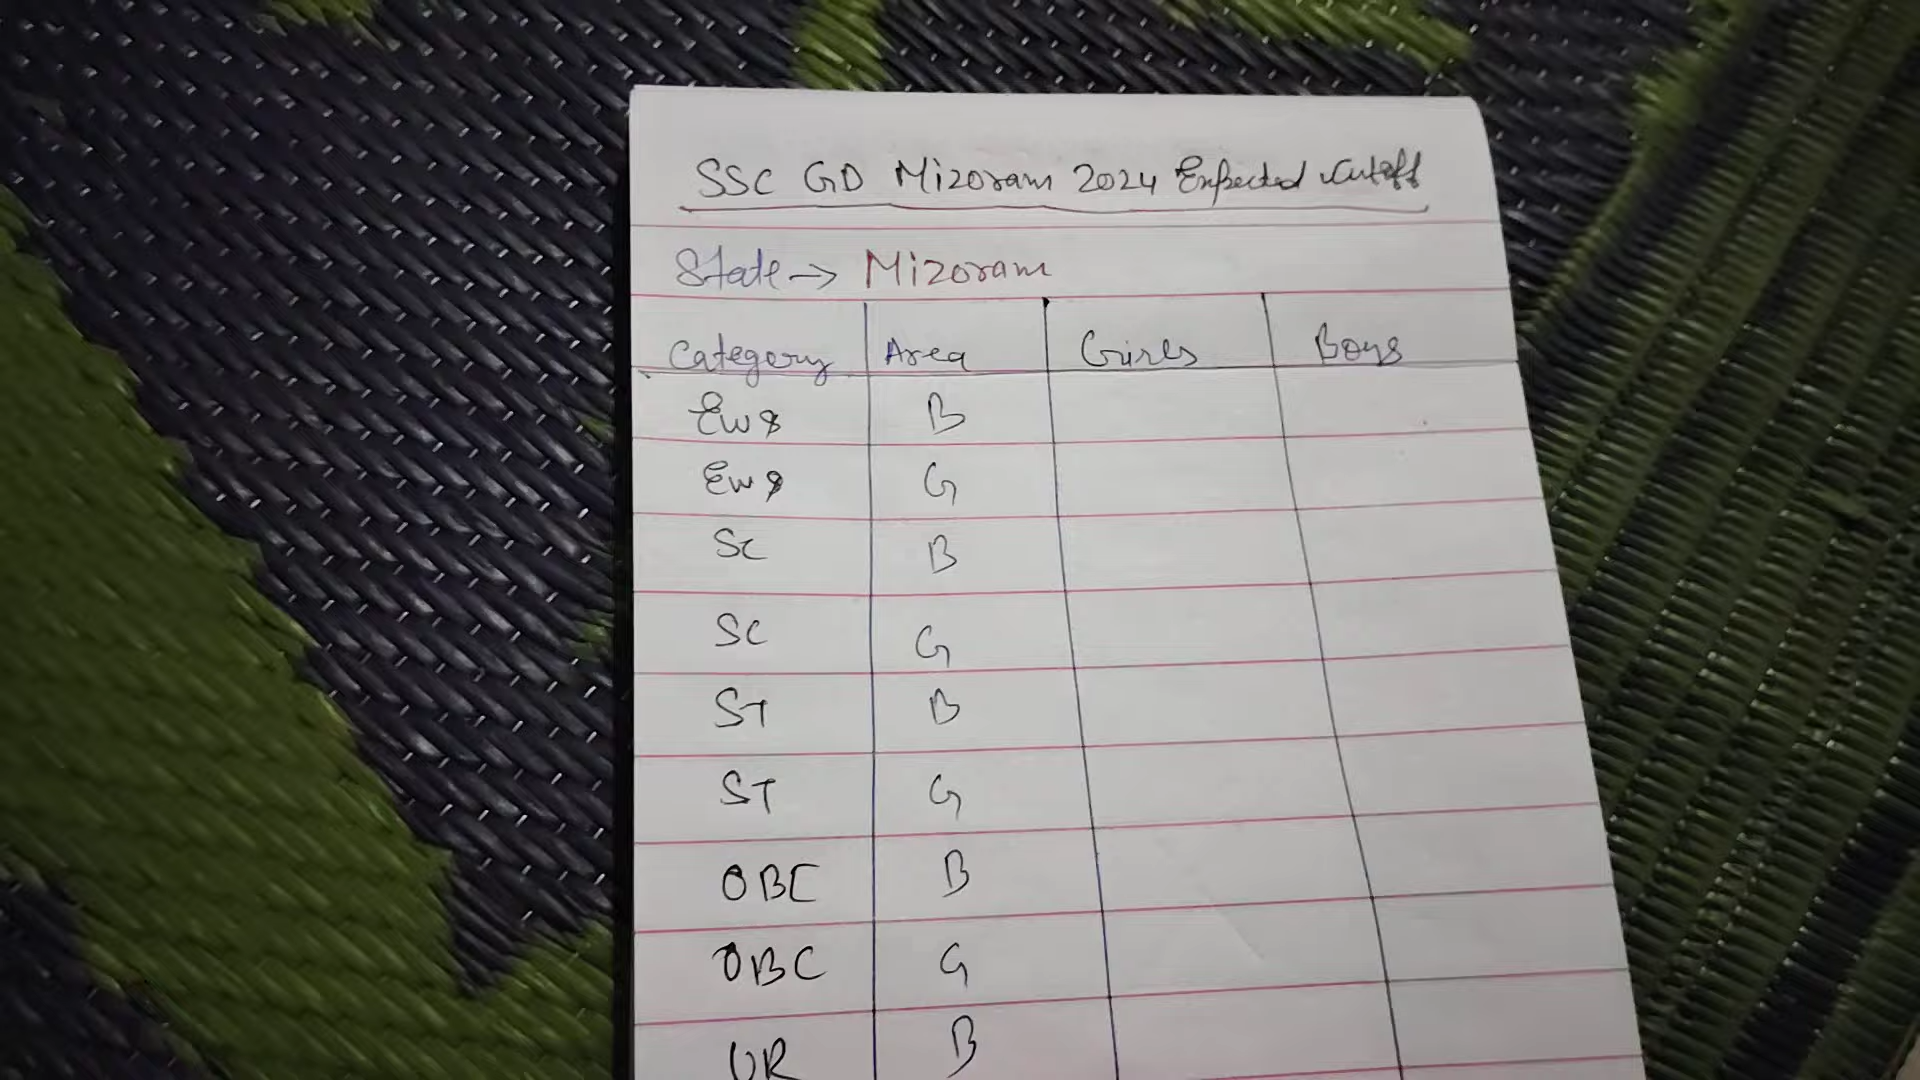 SSC GD Mizoram 2024 Expected Cutoff
State → Mizoram
Category Area Girls Boys
Ews B
Ews G
SC B
SC G
ST B
ST G
OBC B
OBC G
UR B